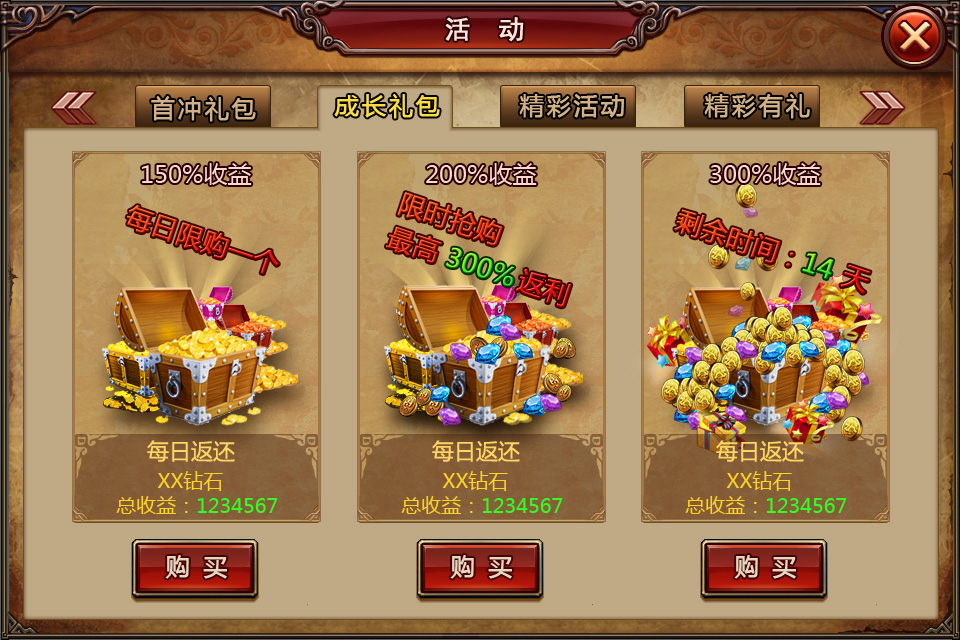 活 动
首冲礼包
成长礼包
精彩活动
精彩有礼
150%收益
每日限购一个
每日返还
XX钻石
总收益：1234567
购 买
200%收益
限时抢购
最高 300% 返利
每日返还
XX钻石
总收益：1234567
购 买
300%收益
剩余时间：14 天
每日返还
XX钻石
总收益：1234567
购 买